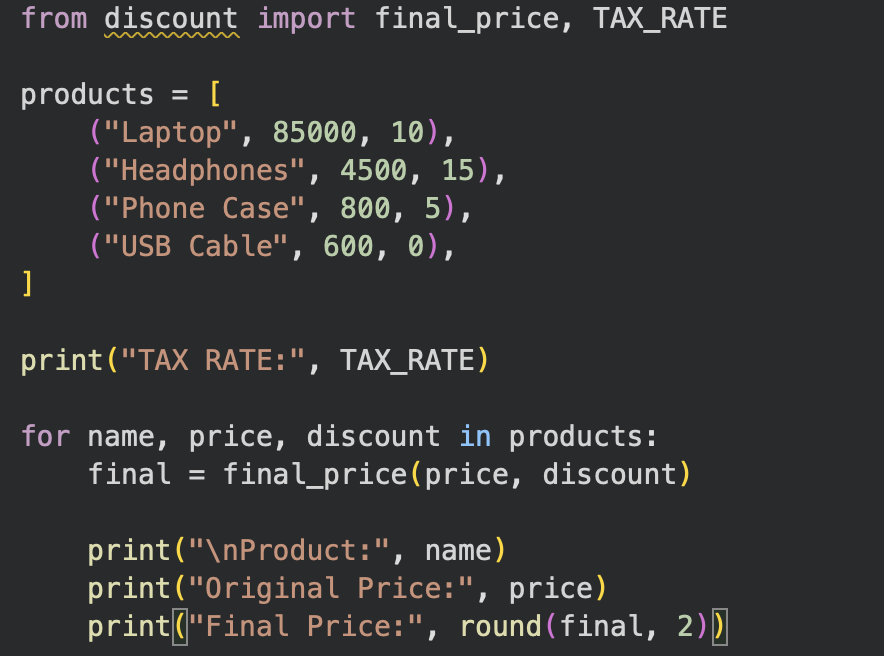 from discount import final_price, TAX_RATE

products = [
    ("Laptop", 85000, 10),
    ("Headphones", 4500, 15),
    ("Phone Case", 800, 5),
    ("USB Cable", 600, 0),
]

print("TAX RATE:", TAX_RATE)

for name, price, discount in products:
    final = final_price(price, discount)

    print("\nProduct:", name)
    print("Original Price:", price)
    print("Final Price:", round(final, 2))